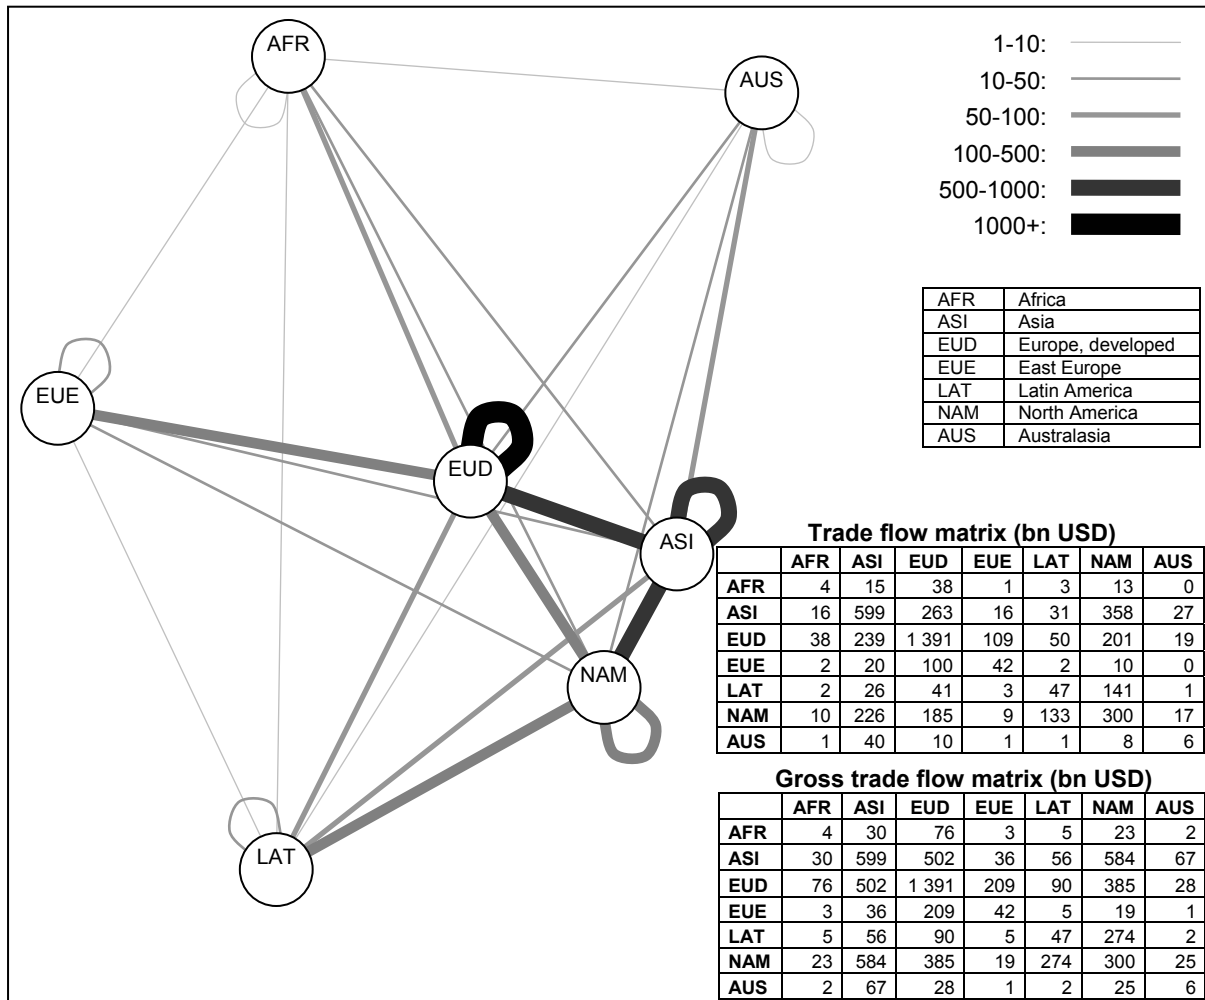 AFR
AUS
EUE
EUD
ASI
NAM
LAT
1-10:
10-50:
50-100:
100-500:
500-1000:
1000+:
AFR Africa
ASI Asia
EUD Europe, developed
EUE East Europe
LAT Latin America
NAM North America
AUS Australasia
Trade flow matrix (bn USD)
AFR ASI EUD EUE LAT NAM AUS
AFR 4 15 38 1 3 13 0
ASI 16 599 263 16 31 358 27
EUD 38 239 1 391 109 50 201 19
EUE 2 20 100 42 2 10 0
LAT 2 26 41 3 47 141 1
NAM 10 226 185 9 133 300 17
AUS 1 40 10 1 1 8 6
Gross trade flow matrix (bn USD)
AFR ASI EUD EUE LAT NAM AUS
AFR 4 30 76 3 5 23 2
ASI 30 599 502 36 56 584 67
EUD 76 502 1 391 209 90 385 28
EUE 3 36 209 42 5 19 1
LAT 5 56 90 5 47 274 2
NAM 23 584 385 19 274 300 25
AUS 2 67 28 1 2 25 6